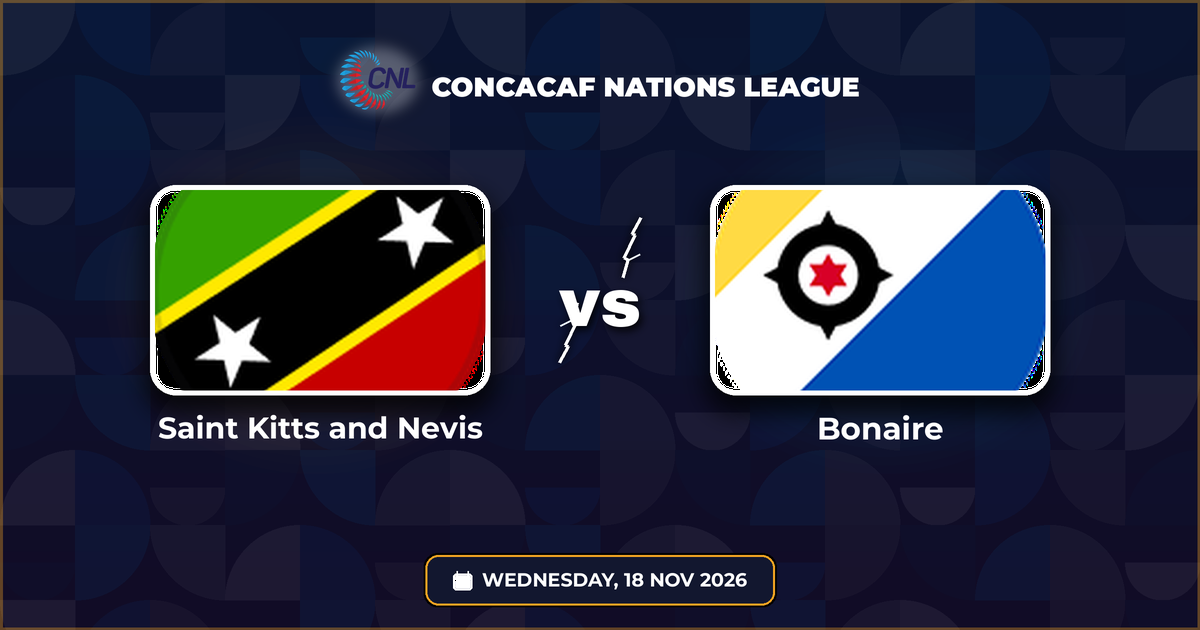 CNL
CONCACAF NATIONS LEAGUE
VS
Saint Kitts and Nevis
Bonaire
WEDNESDAY, 18 NOV 2026